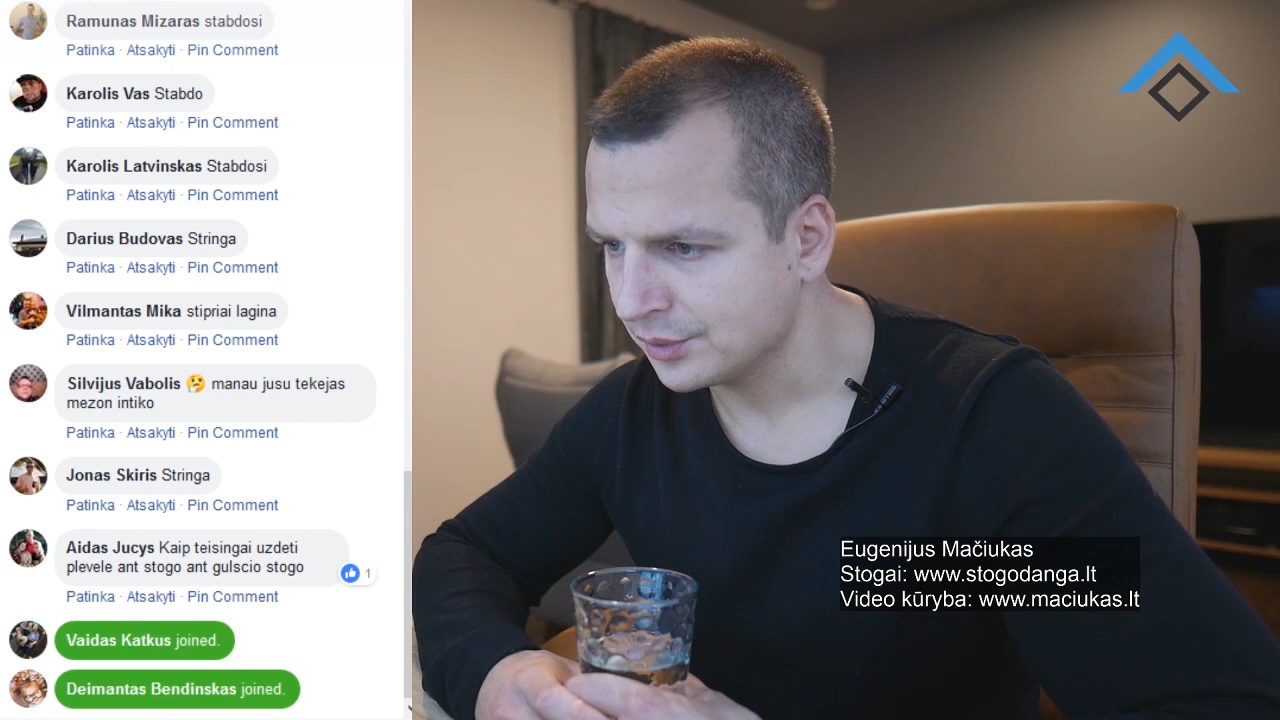 Ramunas Mizaras stabdosi
Patinka · Atsakyti · Pin Comment
Karolis Vas Stabdo
Patinka · Atsakyti · Pin Comment
Karolis Latvinskas Stabdosi
Patinka · Atsakyti · Pin Comment
Darius Budovas Stringa
Patinka · Atsakyti · Pin Comment
Vilmantas Mika stipriai lagina
Patinka · Atsakyti · Pin Comment
Silvijus Vabolis 🤔 manau jusu tekejas
mezon intiko
Patinka · Atsakyti · Pin Comment
Jonas Skiris Stringa
Patinka · Atsakyti · Pin Comment
Aidas Jucys Kaip teisingai uzdeti
plevele ant stogo ant gulscio stogo
1
Patinka · Atsakyti · Pin Comment
Vaidas Katkus joined.
Deimantas Bendinskas joined.
Eugenijus Mačiukas
Stogai: www.stogodanga.lt
Video kūryba: www.maciukas.lt